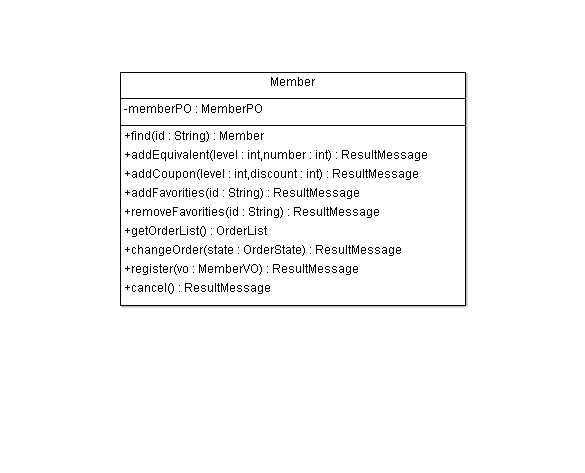 Member
-memberPO : MemberPO
+find(id : String) : Member
+addEquivalent(level : int,number : int) : ResultMessage
+addCoupon(level : int,discount : int) : ResultMessage
+addFavorities(id : String) : ResultMessage
+removeFavorities(id : String) : ResultMessage
+getOrderList() : OrderList
+changeOrder(state : OrderState) : ResultMessage
+register(vo : MemberVO) : ResultMessage
+cancel() : ResultMessage